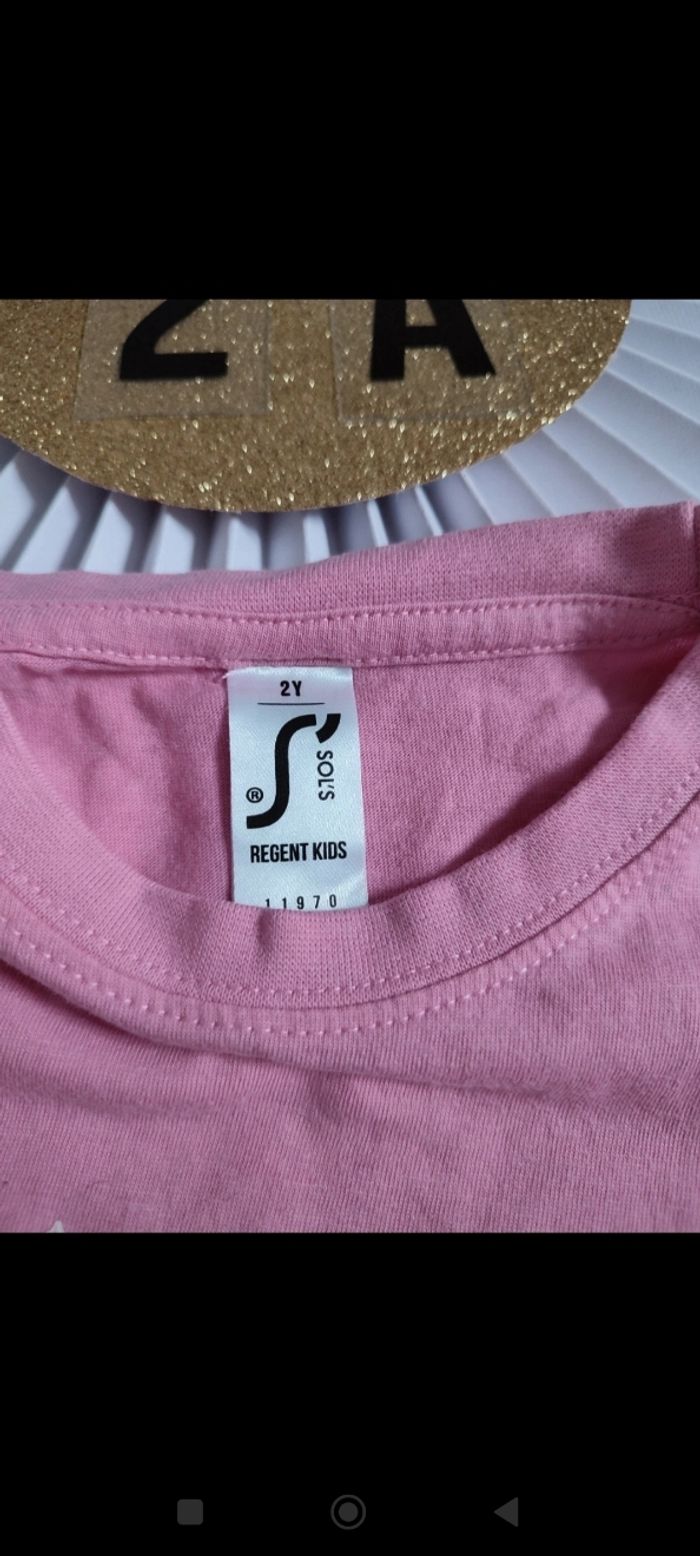 2 A
2Y
SOL'S
®
REGENT KIDS
11970